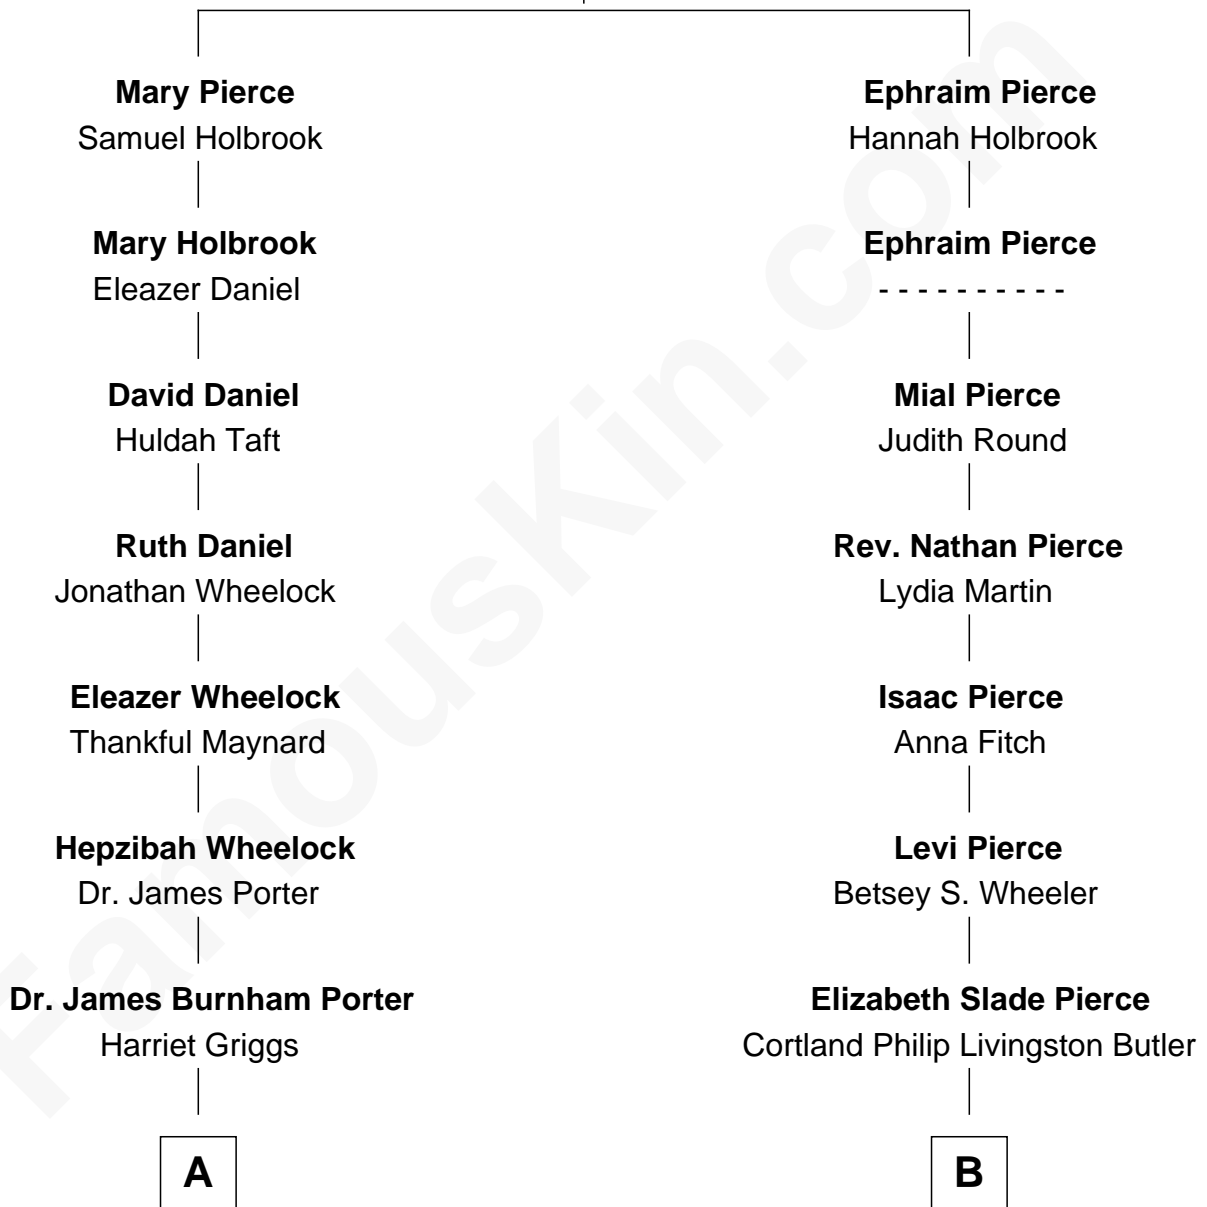 Mary Pierce
Samuel Holbrook
Mary Holbrook
Eleazer Daniel
David Daniel
Huldah Taft
Ruth Daniel
Jonathan Wheelock
Eleazer Wheelock
Thankful Maynard
Hepzibah Wheelock
Dr. James Porter
Dr. James Burnham Porter
Harriet Griggs
A
Ephraim Pierce
Hannah Holbrook
Ephraim Pierce
- - - - - - - - - -
Mial Pierce
Judith Round
Rev. Nathan Pierce
Lydia Martin
Isaac Pierce
Anna Fitch
Levi Pierce
Betsey S. Wheeler
Elizabeth Slade Pierce
Cortland Philip Livingston Butler
B
FamousKin.com